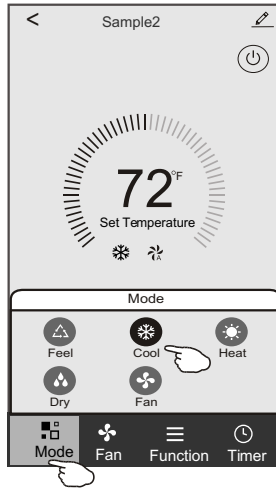 < Sample2
72°F
Set Temperature
A
Mode
Feel Cool Heat
Dry Fan
Mode Fan Function Timer